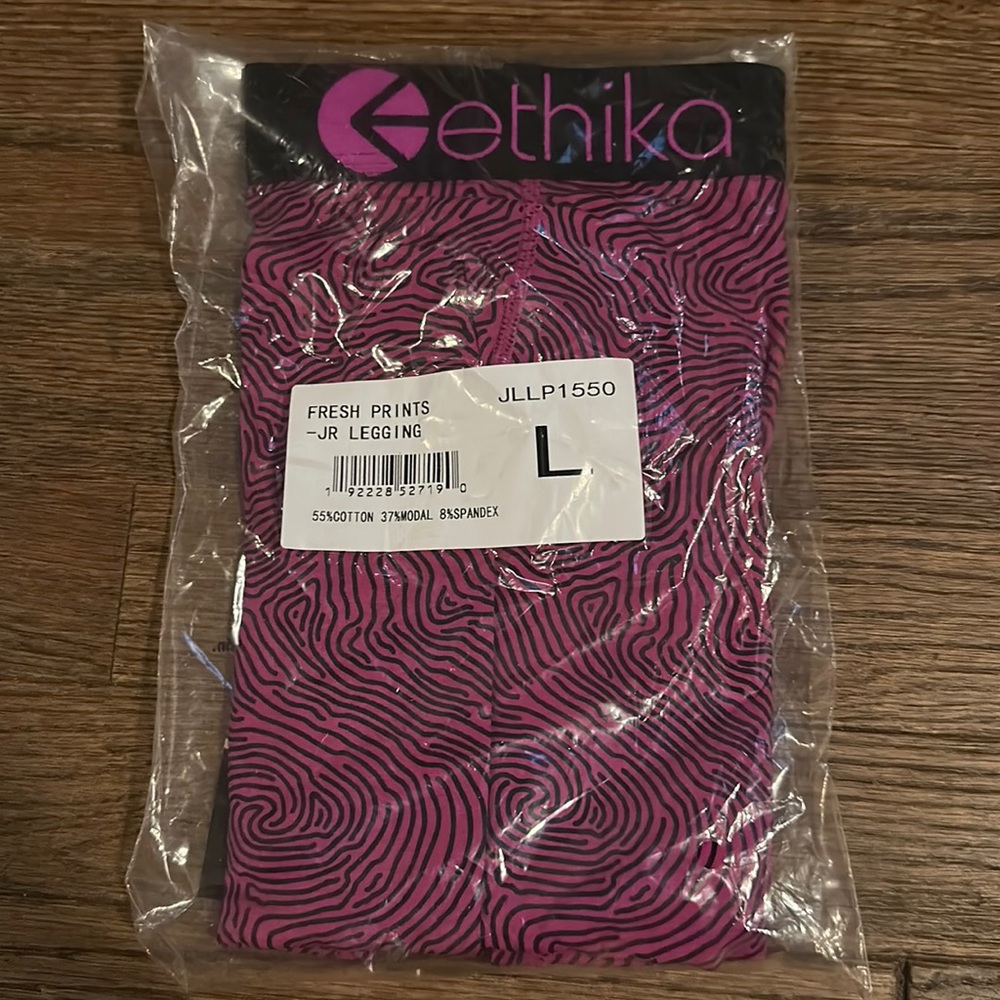 ethika
FRESH PRINTS
-JR LEGGING
JLLP1550
L
1 92228 52719 0
55%COTTON 37%MODAL 8%SPANDEX